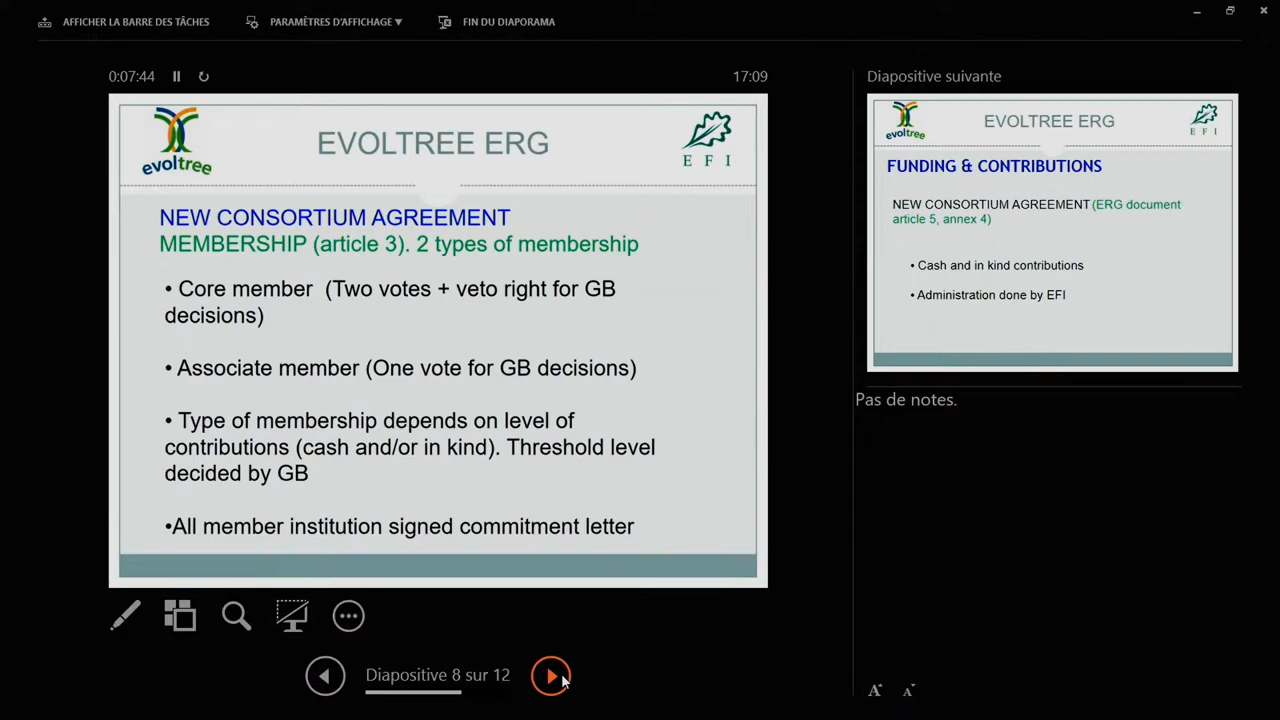 AFFICHER LA BARRE DES TÂCHES
PARAMÈTRES D'AFFICHAGE
FIN DU DIAPORAMA
0:07:44
17:09
evoltree
EVOLTREE ERG
EFI
NEW CONSORTIUM AGREEMENT
MEMBERSHIP (article 3). 2 types of membership
• Core member (Two votes + veto right for GB
decisions)
• Associate member (One vote for GB decisions)
• Type of membership depends on level of
contributions (cash and/or in kind). Threshold level
decided by GB
•All member institution signed commitment letter
Diapositive 8 sur 12
Diapositive suivante
evoltree
EVOLTREE ERG
EFI
FUNDING & CONTRIBUTIONS
NEW CONSORTIUM AGREEMENT (ERG document
article 5, annex 4)
• Cash and in kind contributions
• Administration done by EFI
Pas de notes.
A A